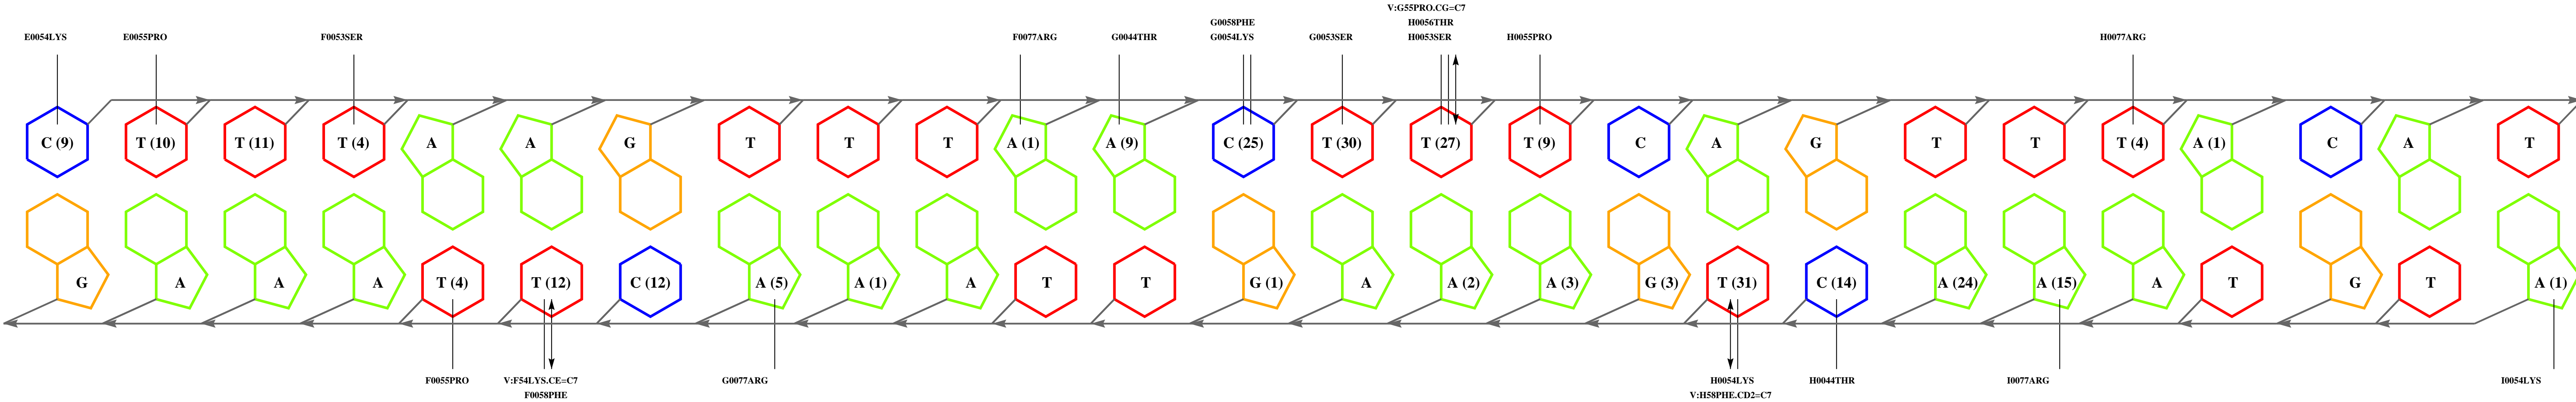 V:G55PRO.CG=C7
G0058PHE H0056THR
E0054LYS E0055PRO F0053SER F0077ARG G0044THR G0054LYS G0053SER H0053SER H0055PRO H0077ARG
C (9) T (10) T (11) T (4) A A G T T T A (1) A (9) C (25) T (30) T (27) T (9) C A G T T T (4) A (1) C A T
G A A A T (4) T (12) C (12) A (5) A (1) A T T G (1) A A (2) A (3) G (3) T (31) C (14) A (24) A (15) A T G T A (1)
F0055PRO V:F54LYS.CE=C7 G0077ARG H0054LYS H0044THR I0077ARG I0054LYS
F0058PHE V:H58PHE.CD2=C7